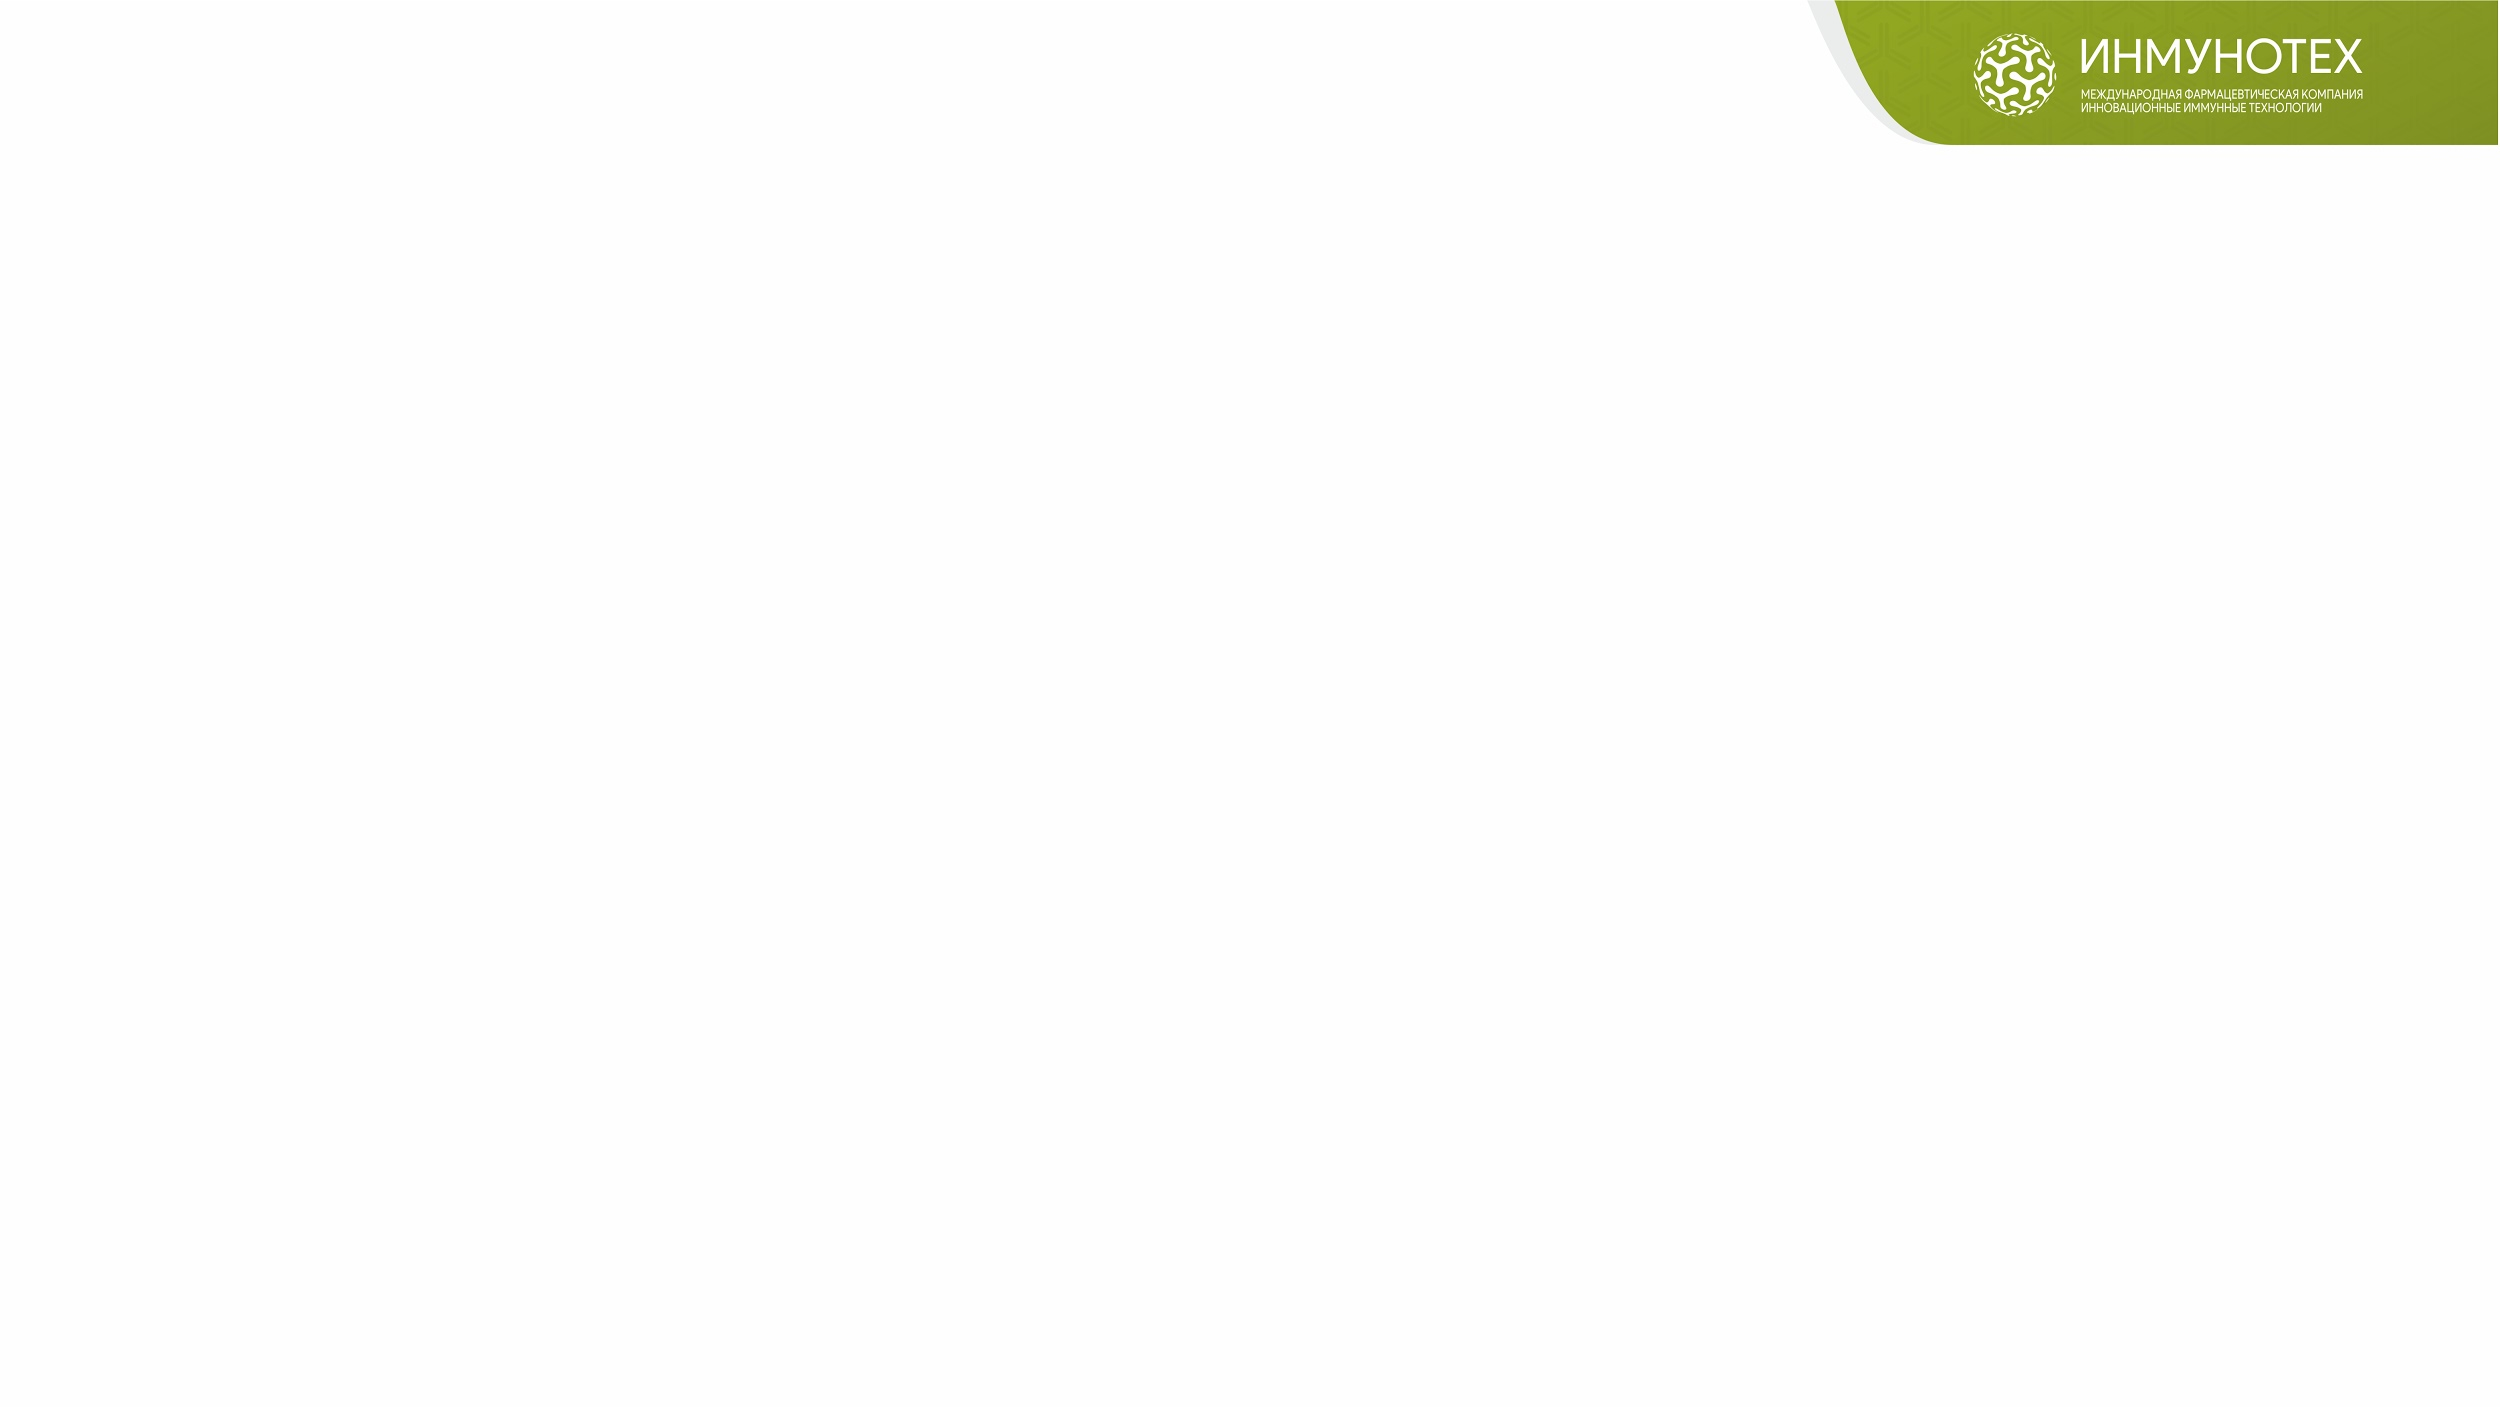 ИНМУНОТЕХ
МЕЖДУНАРОДНАЯ ФАРМАЦЕВТИЧЕСКАЯ КОМПАНИЯ
ИННОВАЦИОННЫЕ ИММУННЫЕ ТЕХНОЛОГИИ